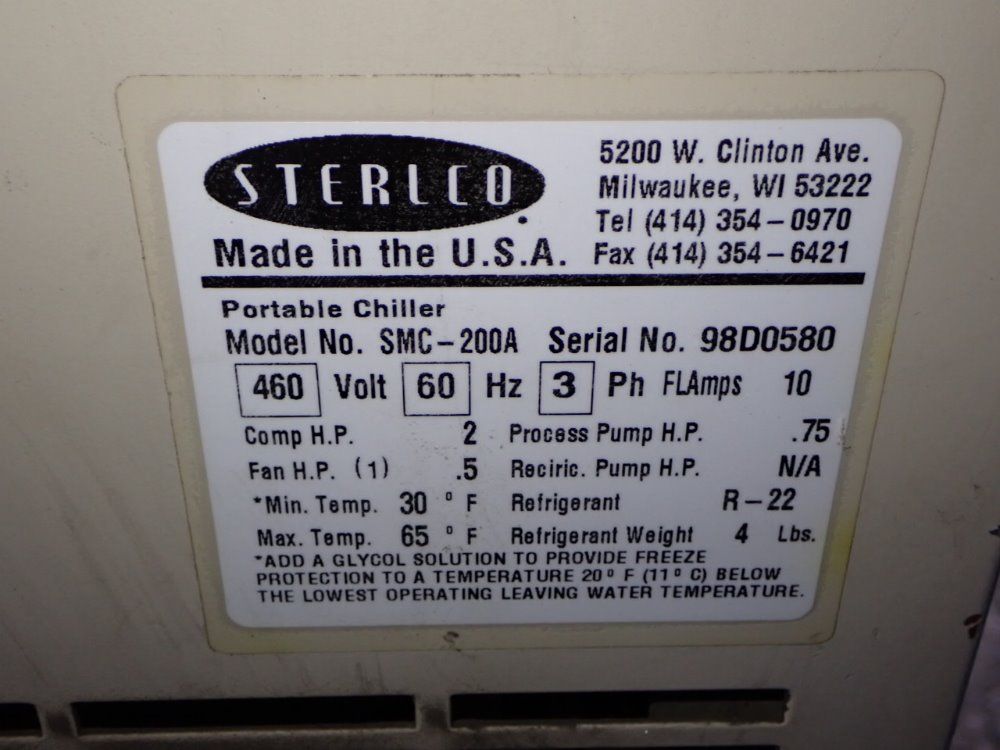 STERLCO
5200 W. Clinton Ave.
Milwaukee, WI 53222
Tel (414) 354-0970
Made in the U.S.A. Fax (414) 354-6421
Portable Chiller
Model No. SMC-200A Serial No. 98D0580
460 Volt 60 Hz 3 Ph FLAmps 10
Comp H.P. 2 Process Pump H.P. .75
Fan H.P. (1) .5 Reciric. Pump H.P. N/A
*Min. Temp. 30 ° F Refrigerant R-22
Max. Temp. 65 ° F Refrigerant Weight 4 Lbs.
*ADD A GLYCOL SOLUTION TO PROVIDE FREEZE
PROTECTION TO A TEMPERATURE 20° F (11° C) BELOW
THE LOWEST OPERATING LEAVING WATER TEMPERATURE.